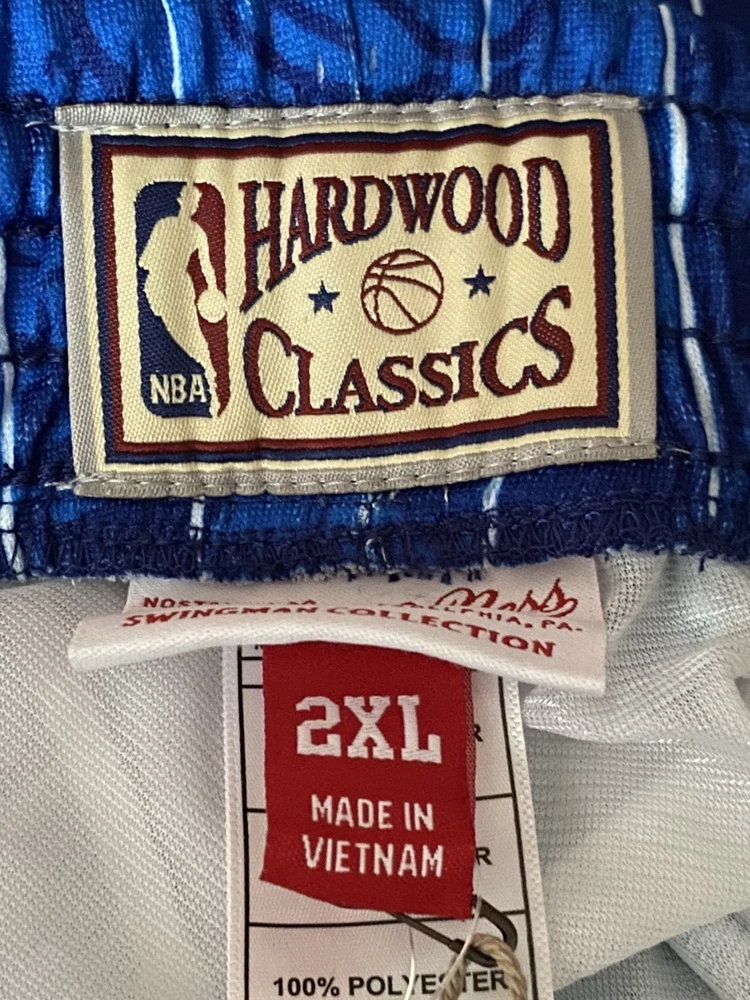 HARDWOOD
CLASSICS
NBA
SWINGMAN COLLECTION
2XL
MADE IN
VIETNAM
R
R
100% POLYESTER